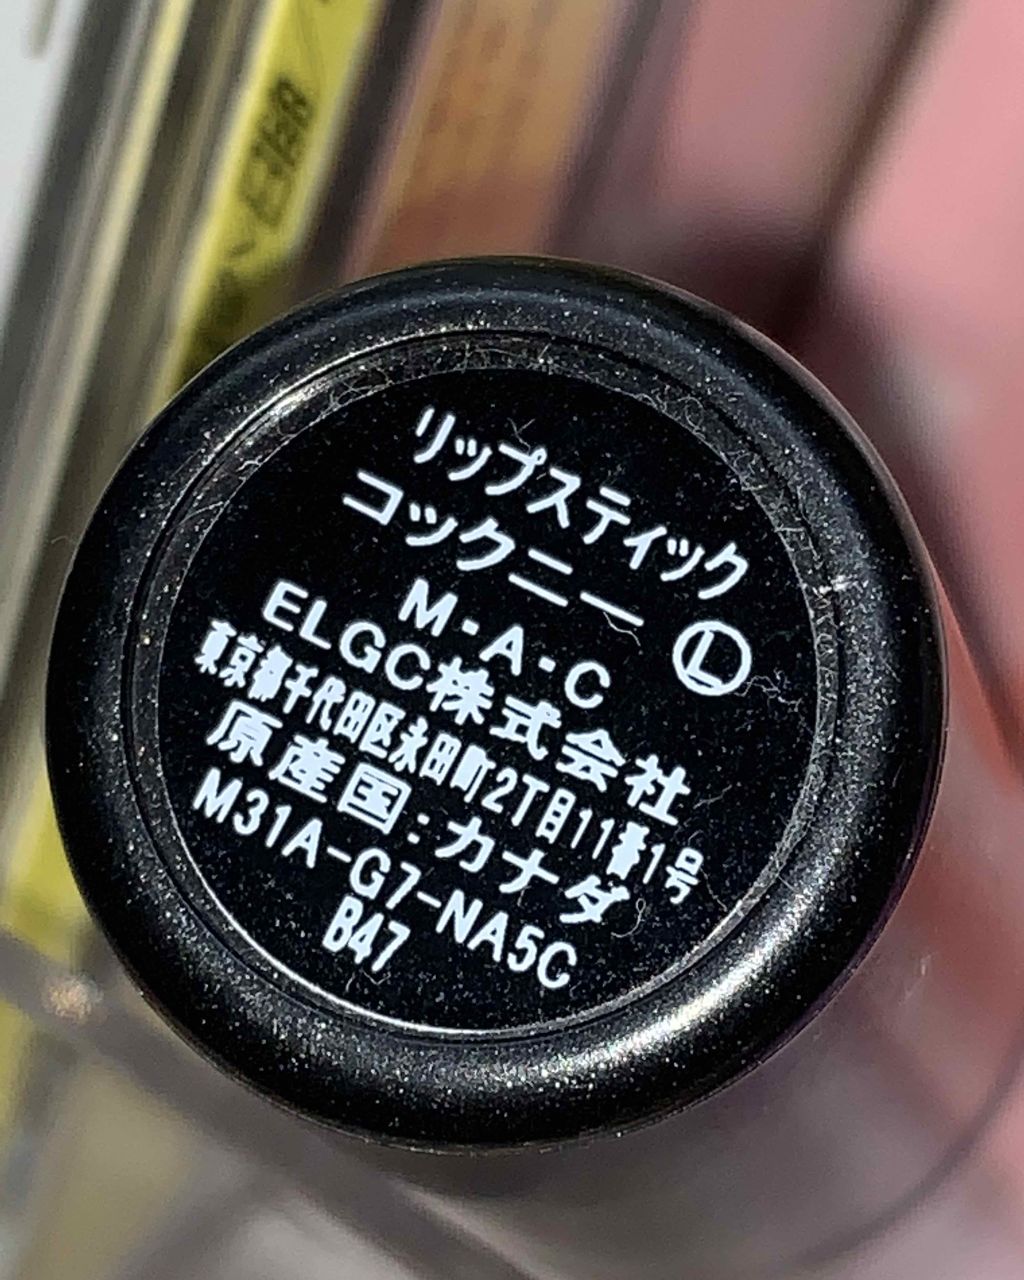 リップスティック
コックニー
M・A・C Ⓛ
ELGC株式会社
東京都千代田区永田町2丁目11番1号
原産国：カナダ
M31A-G7-NA5C
B47